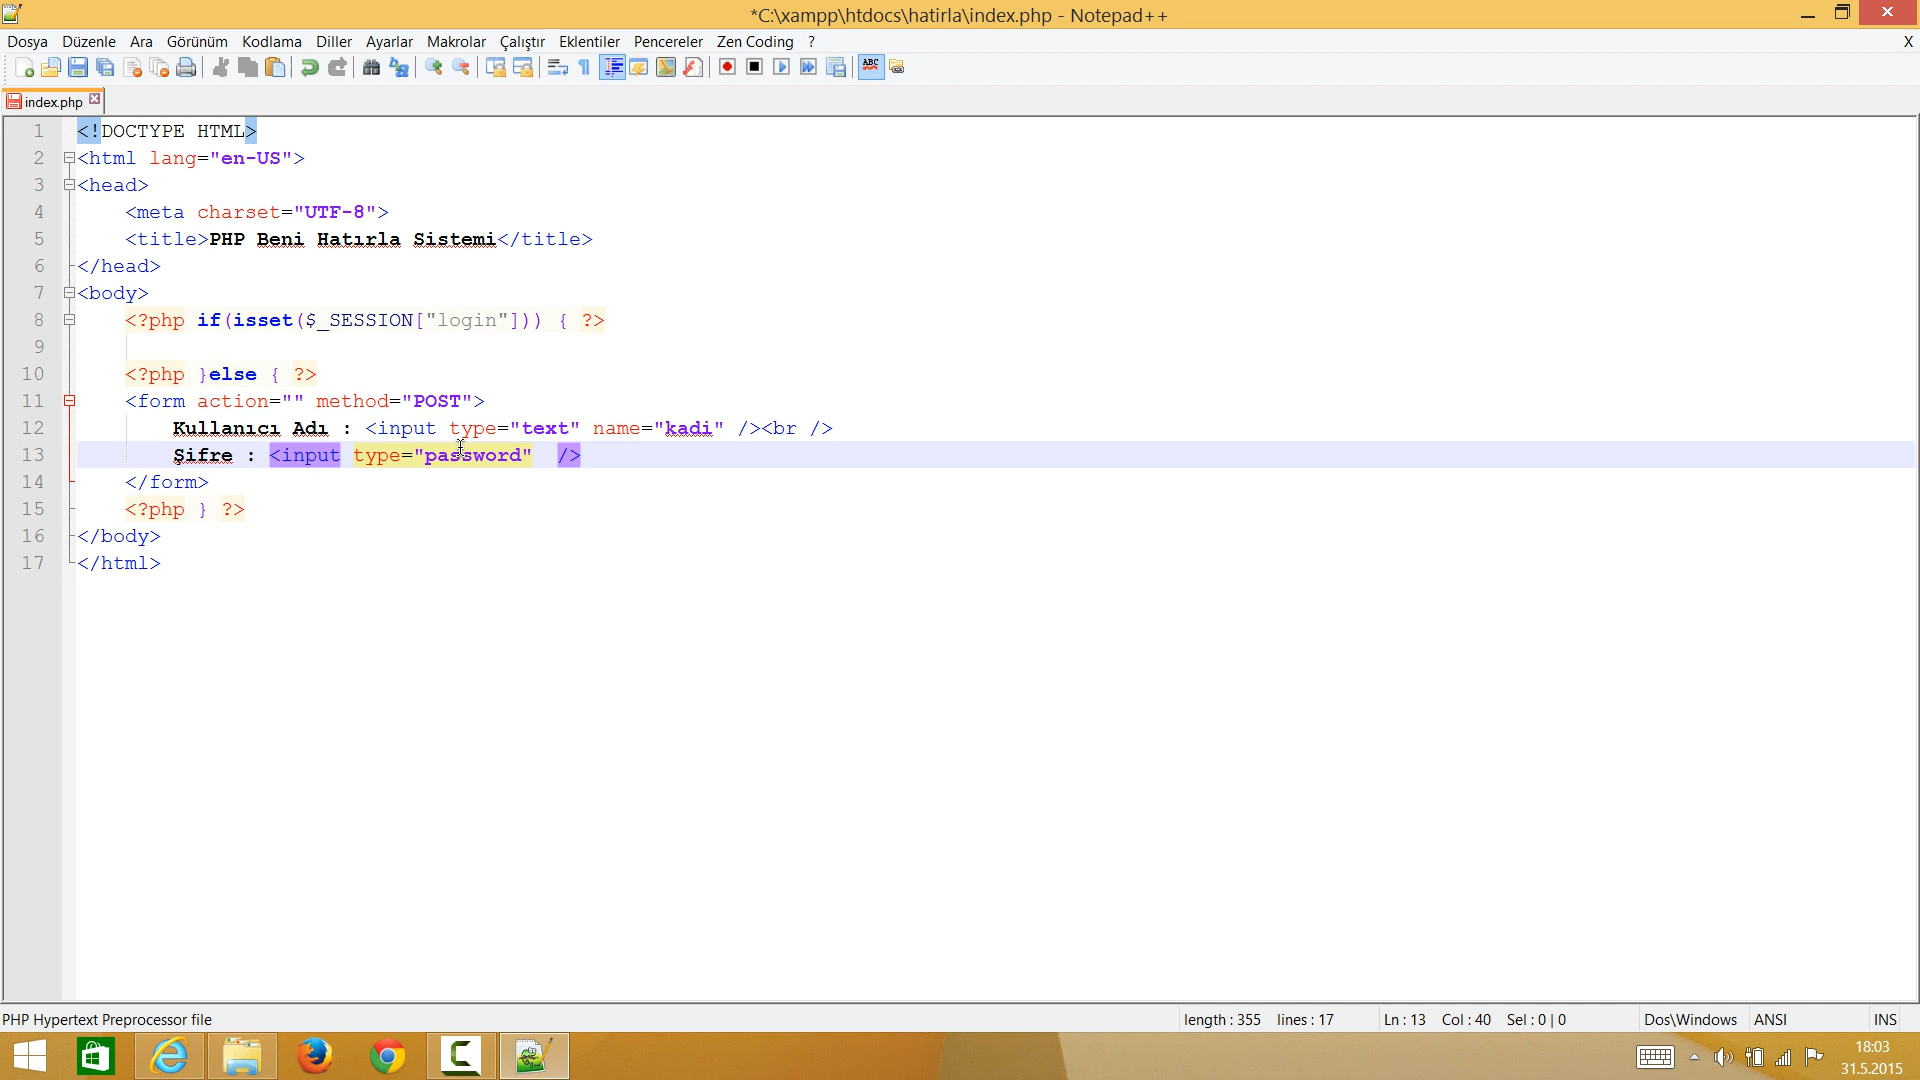 *C:\xampp\htdocs\hatirla\index.php - Notepad++
Dosya Düzenle Ara Görünüm Kodlama Diller Ayarlar Makrolar Çalıştır Eklentiler Pencereler Zen Coding ? X
ABC
index.php
1 <!DOCTYPE HTML>
2 <html lang="en-US">
3 <head>
4 <meta charset="UTF-8">
5 <title>PHP Beni Hatırla Sistemi</title>
6 </head>
7 <body>
8 <?php if(isset($_SESSION["login"])) { ?>
9
10 <?php }else { ?>
11 <form action="" method="POST">
12 Kullanıcı Adı : <input type="text" name="kadi" /><br />
13 Şifre : <input type="password"  />
14 </form>
15 <?php } ?>
16 </body>
17 </html>
PHP Hypertext Preprocessor file length : 355 lines : 17 Ln : 13 Col : 40 Sel : 0 | 0 Dos\Windows ANSI INS
18:03
31.5.2015